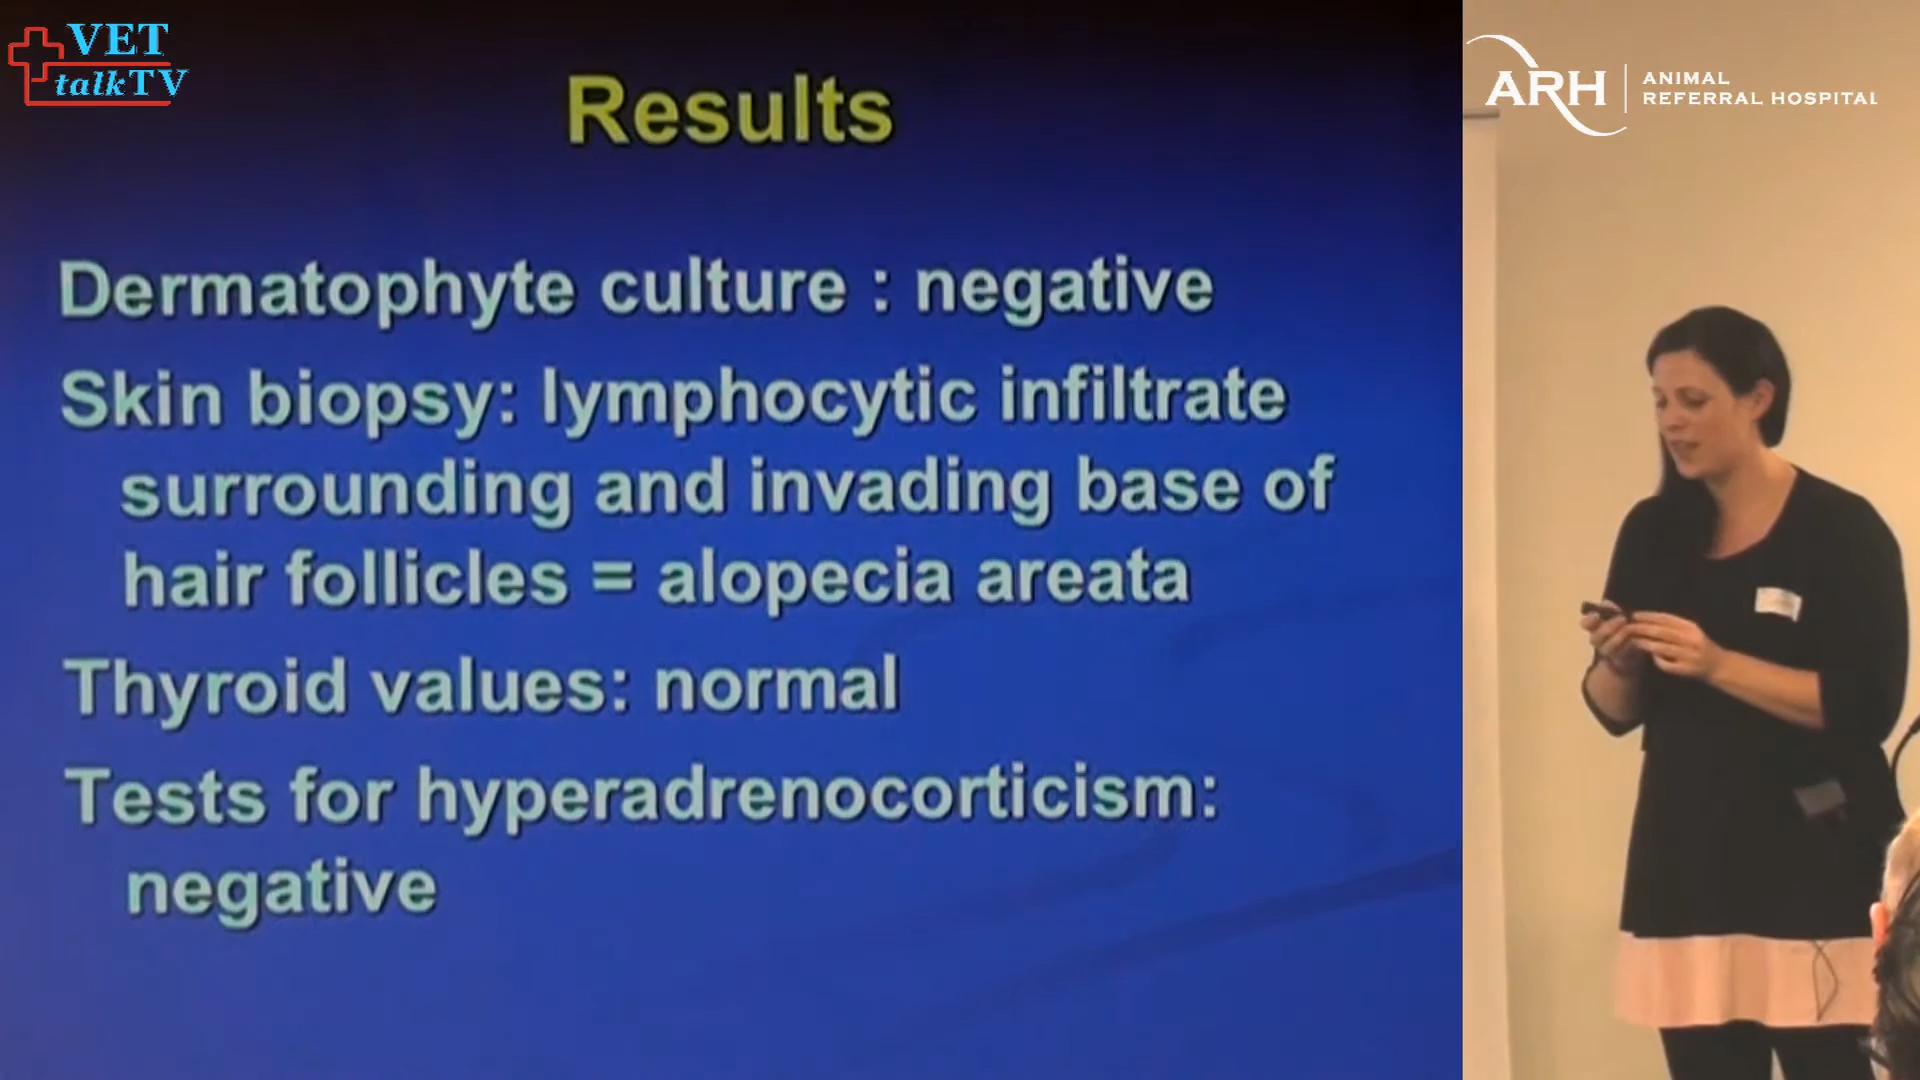 VET
talkTV
Results
ARH
ANIMAL
REFERRAL HOSPITAL
Dermatophyte culture : negative
Skin biopsy: lymphocytic infiltrate
surrounding and invading base of
hair follicles = alopecia areata
Thyroid values: normal
Tests for hyperadrenocorticism:
negative